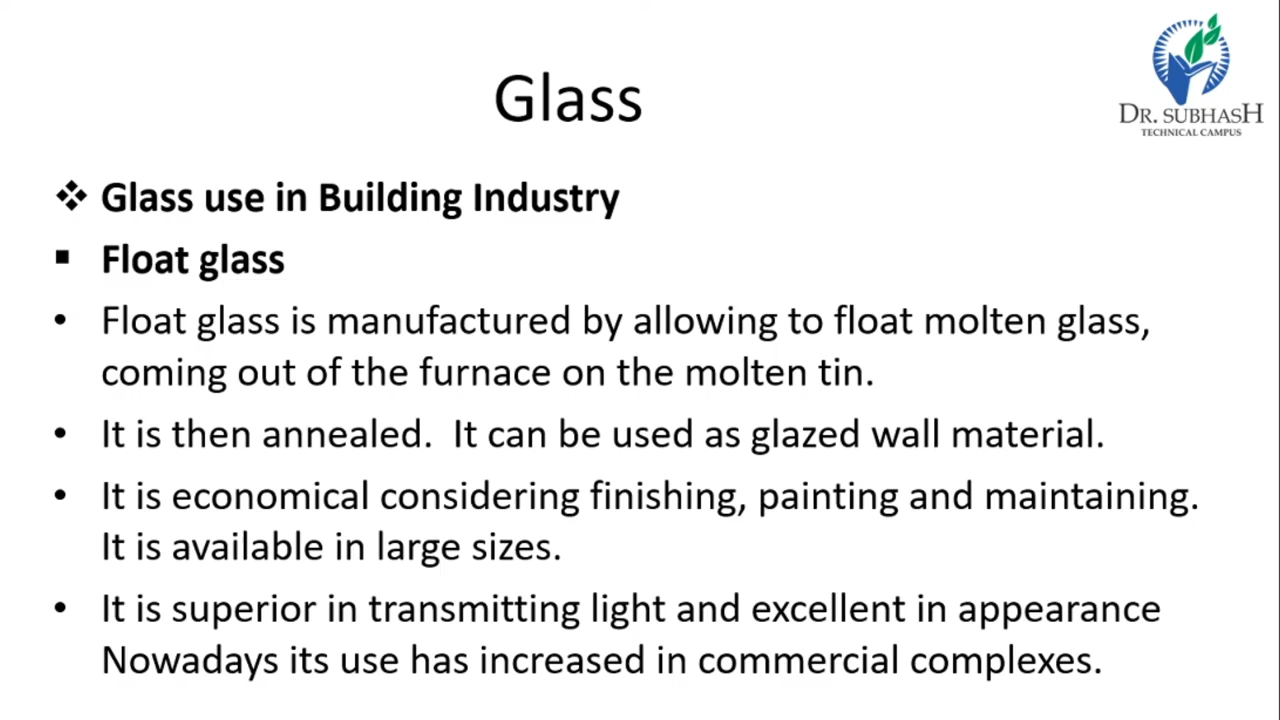 Glass
DR. SUBHASH
TECHNICAL CAMPUS
❖ Glass use in Building Industry
▪ Float glass
• Float glass is manufactured by allowing to float molten glass,
coming out of the furnace on the molten tin.
• It is then annealed.  It can be used as glazed wall material.
• It is economical considering finishing, painting and maintaining.
It is available in large sizes.
• It is superior in transmitting light and excellent in appearance
Nowadays its use has increased in commercial complexes.